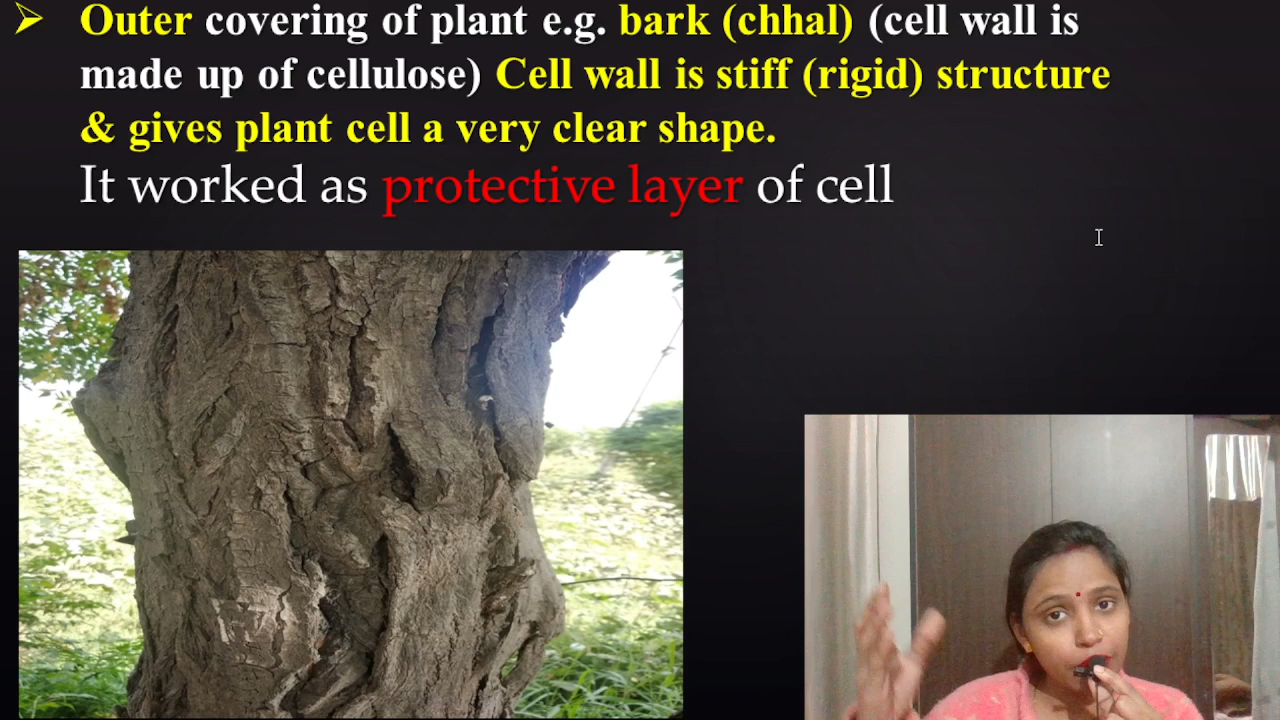 Outer covering of plant e.g. bark (chhal) (cell wall is
made up of cellulose) Cell wall is stiff (rigid) structure
& gives plant cell a very clear shape.
It worked as protective layer of cell